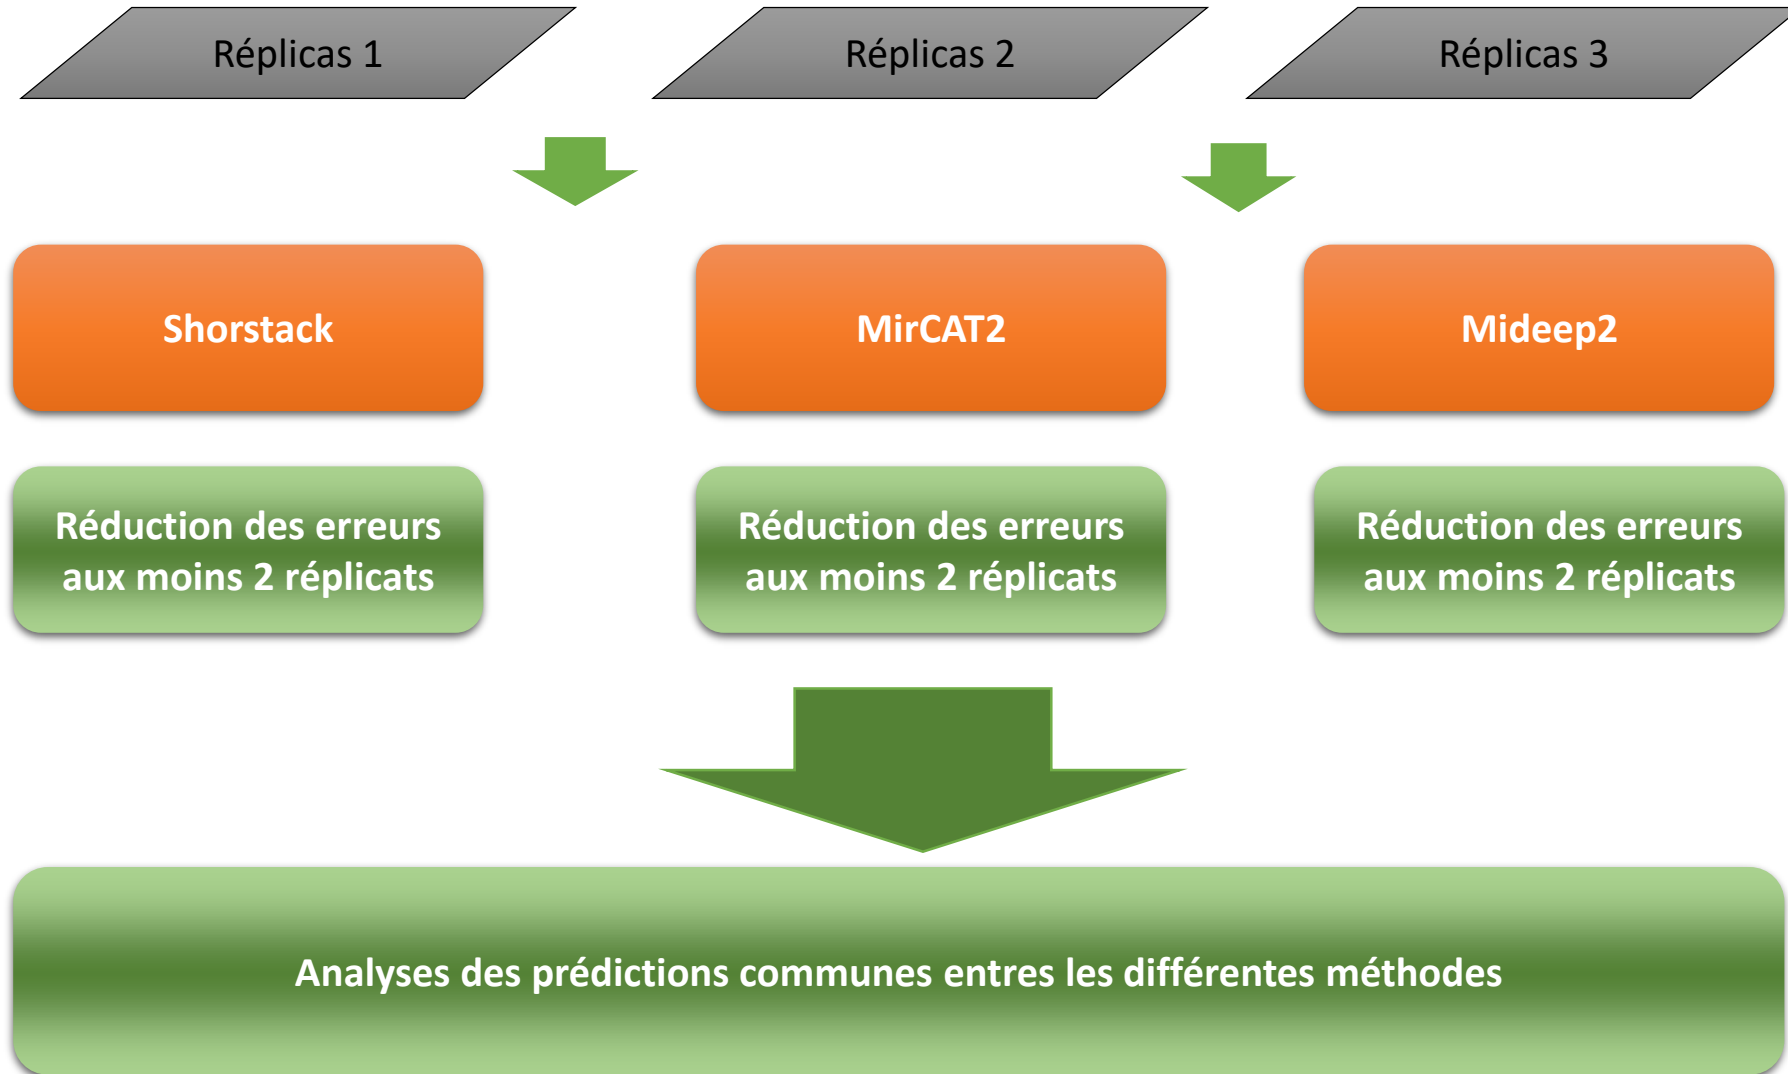 Réplicas 1
Réplicas 2
Réplicas 3
Shorstack
MirCAT2
Mideep2
Réduction des erreurs
aux moins 2 réplicats
Réduction des erreurs
aux moins 2 réplicats
Réduction des erreurs
aux moins 2 réplicats
Analyses des prédictions communes entres les différentes méthodes